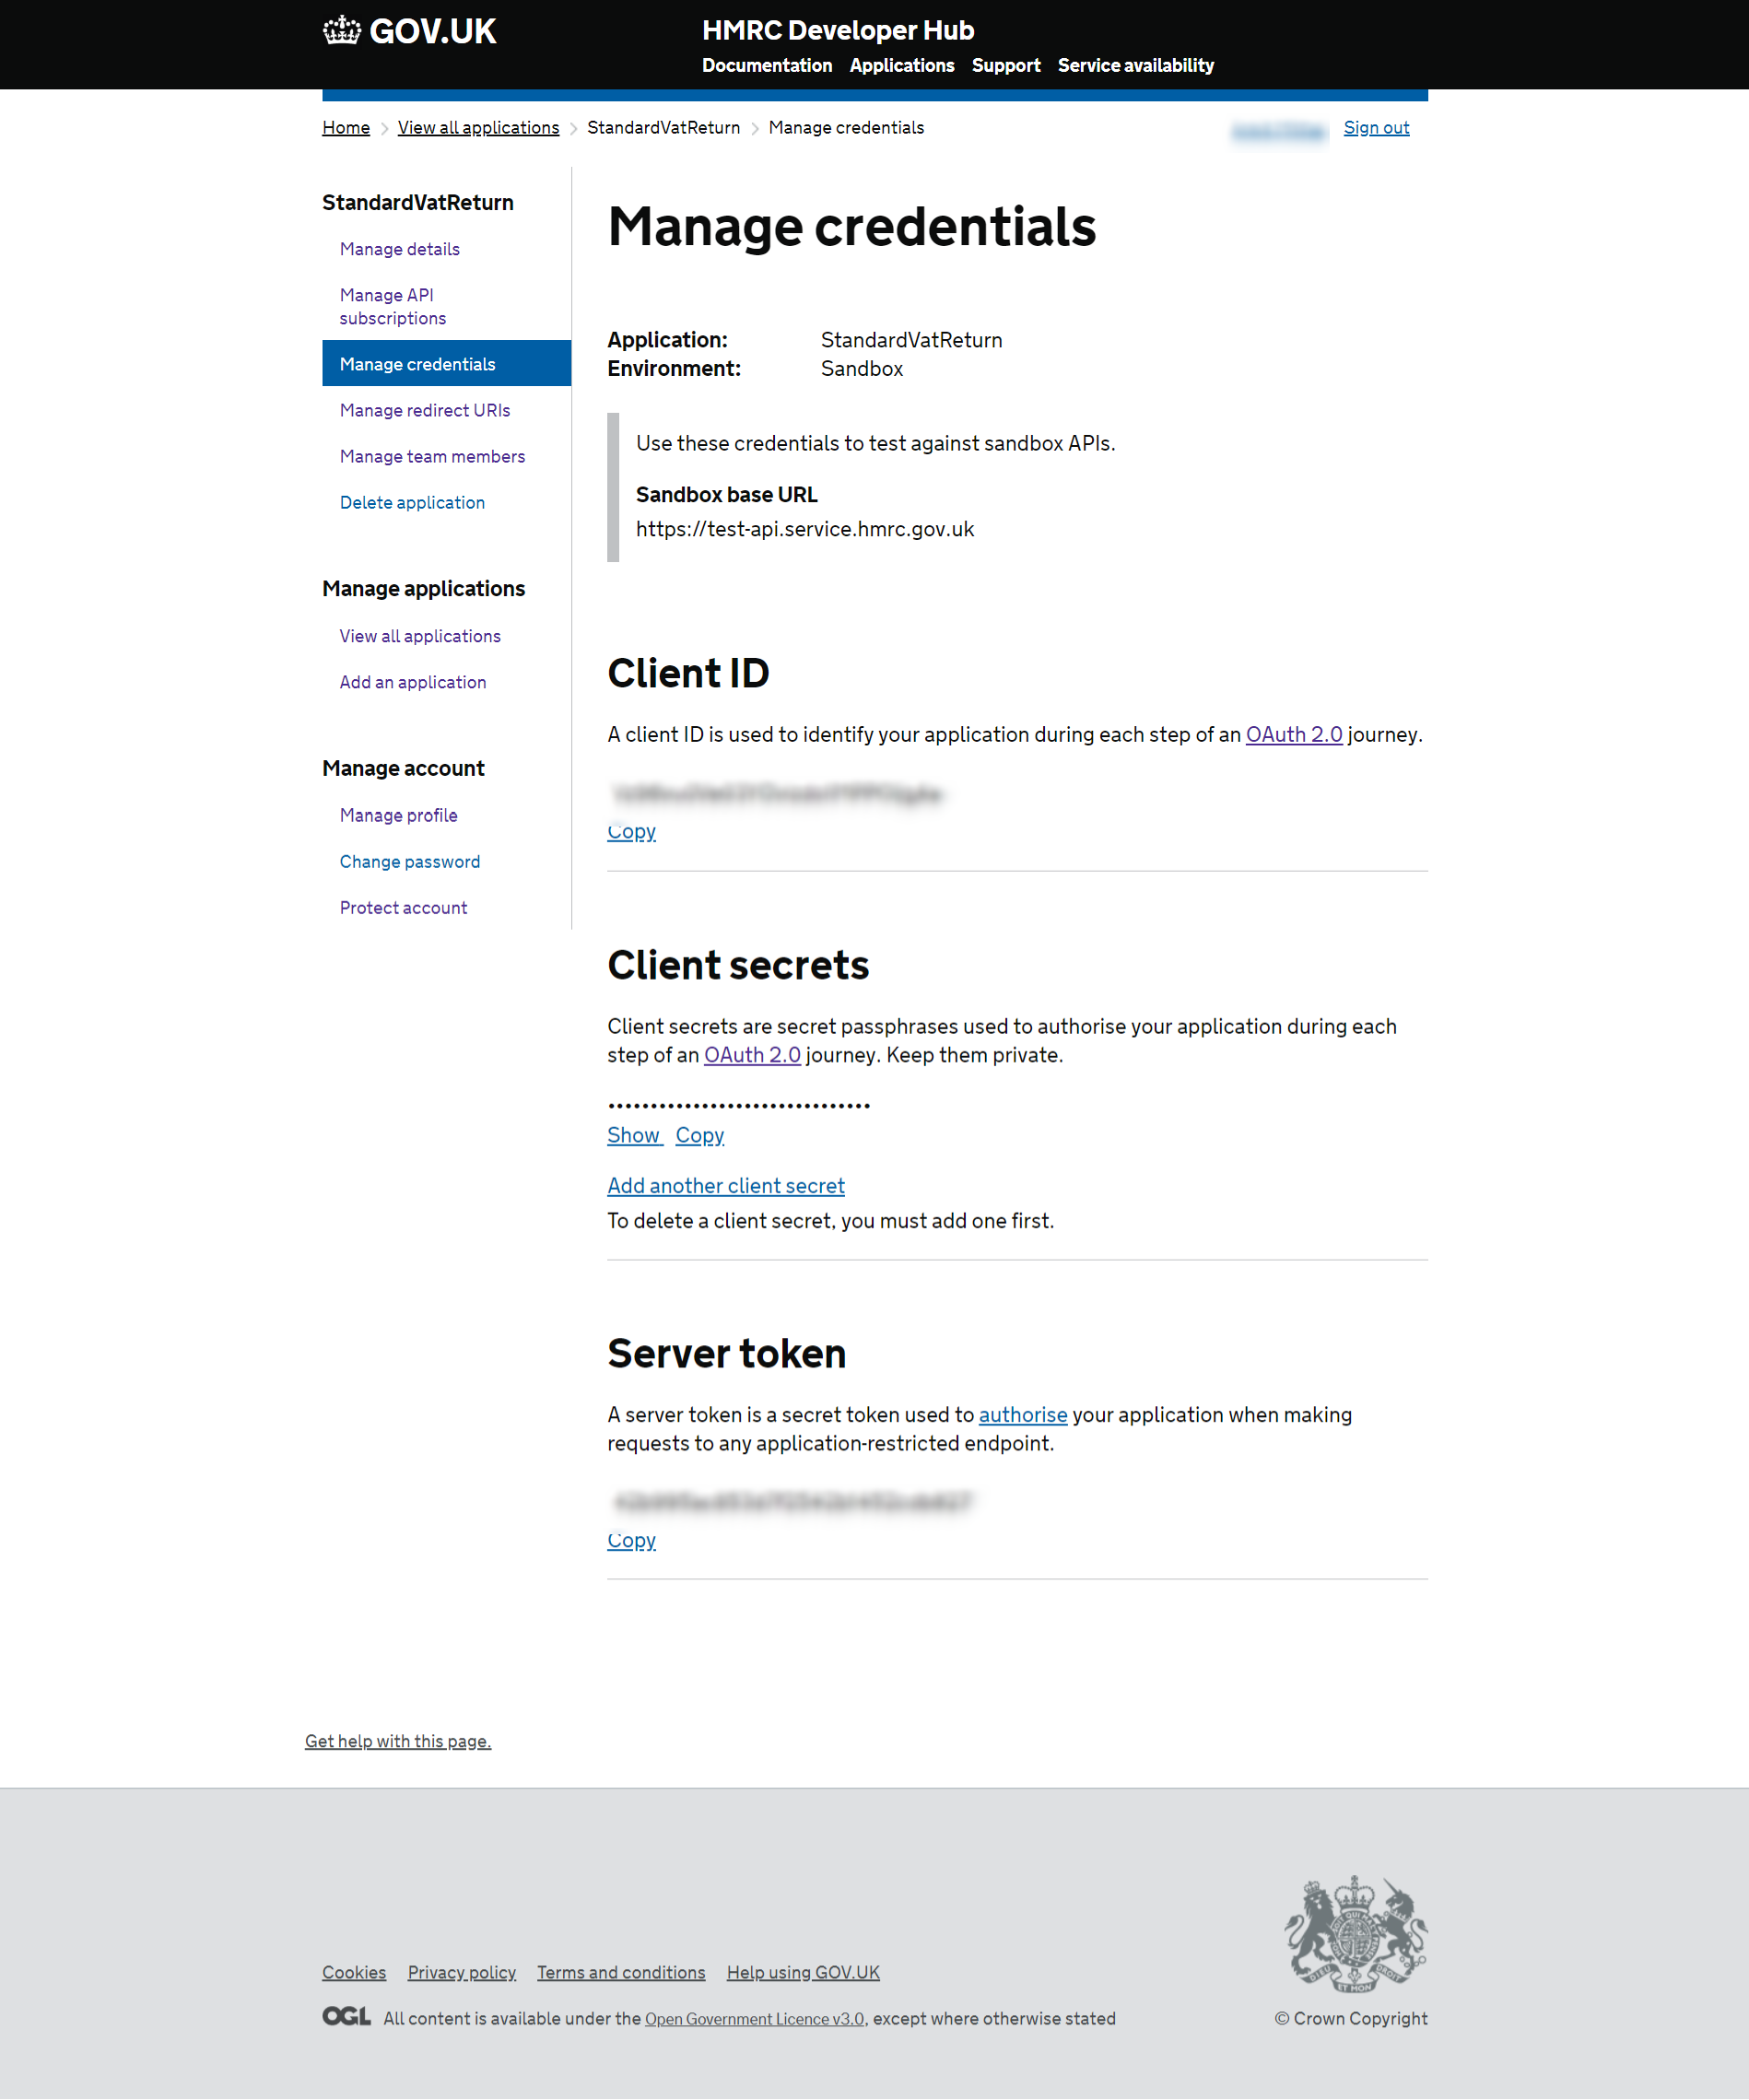 GOV.UK
HMRC Developer Hub
Documentation Applications Support Service availability
Home View all applications StandardVatReturn Manage credentials
Sign out
StandardVatReturn
Manage details
Manage API
subscriptions
Manage credentials
Manage redirect URIs
Manage team members
Delete application
Manage applications
View all applications
Add an application
Manage account
Manage profile
Change password
Protect account
Manage credentials
Application: StandardVatReturn
Environment: Sandbox
Use these credentials to test against sandbox APIs.
Sandbox base URL
https://test-api.service.hmrc.gov.uk
Client ID
A client ID is used to identify your application during each step of an OAuth 2.0 journey.
Copy
Client secrets
Client secrets are secret passphrases used to authorise your application during each
step of an OAuth 2.0 journey. Keep them private.
Show Copy
Add another client secret
To delete a client secret, you must add one first.
Server token
A server token is a secret token used to authorise your application when making
requests to any application-restricted endpoint.
Copy
Get help with this page.
Cookies Privacy policy Terms and conditions Help using GOV.UK
OGL All content is available under the Open Government Licence v3.0, except where otherwise stated
© Crown Copyright